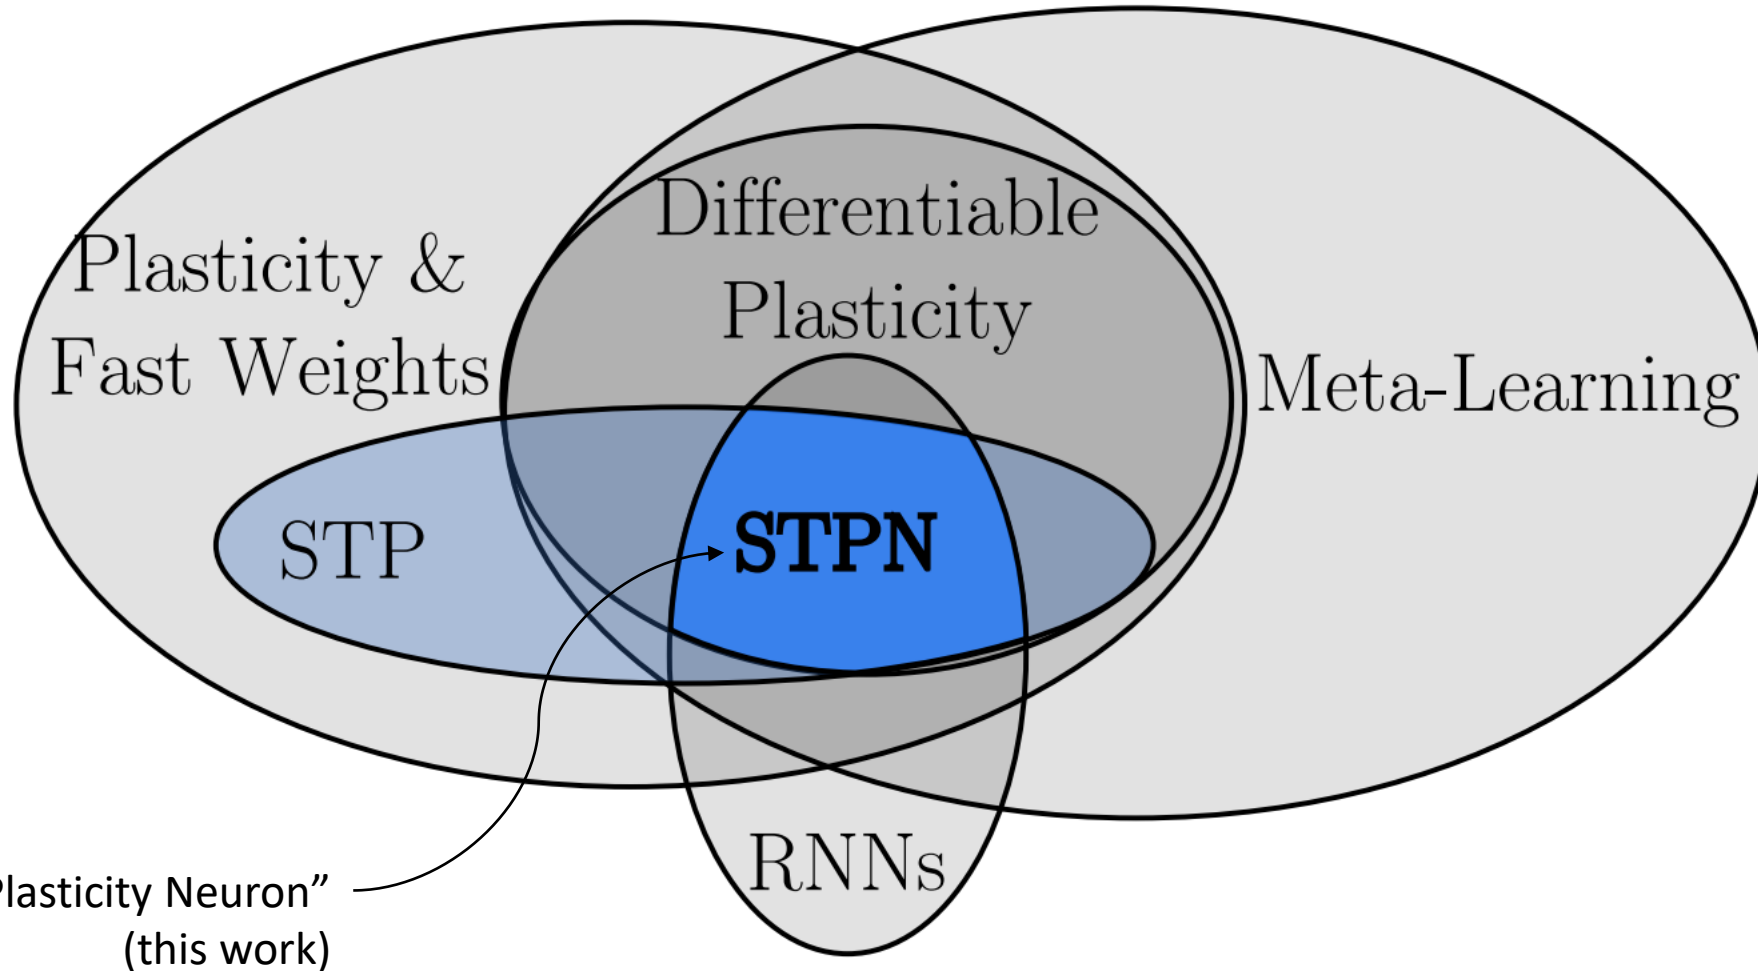 Differentiable
Plasticity
Plasticity &
Fast Weights
Meta-Learning
STP
STPN
RNNs
Plasticity Neuron”
(this work)